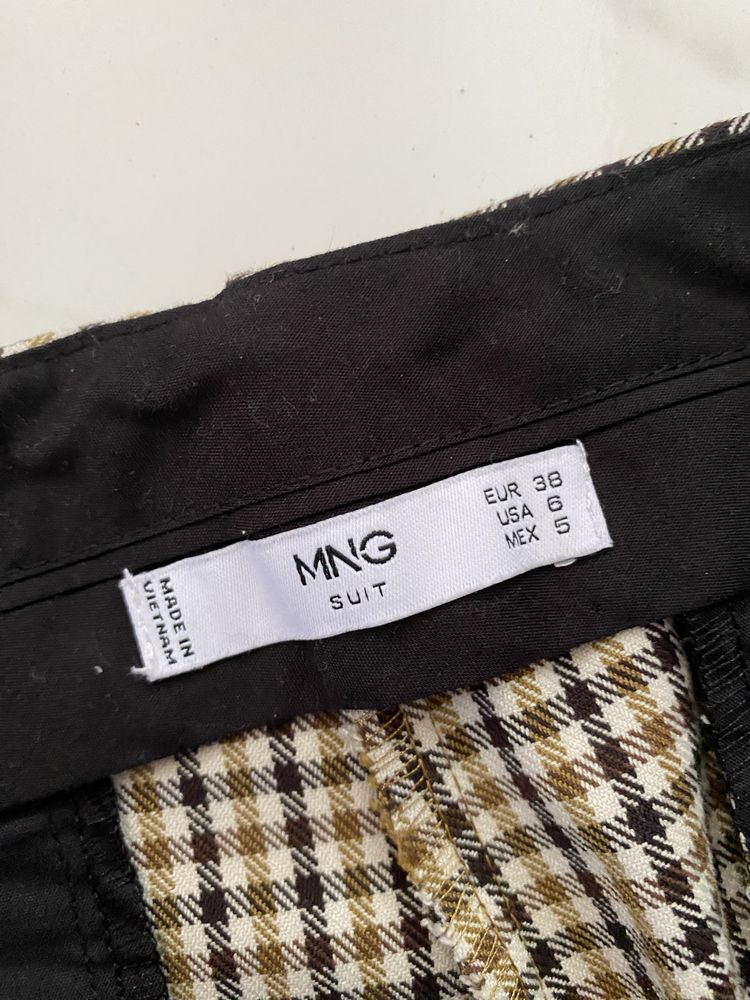 MNG
SUIT
EUR 38
USA 6
MEX 5
MADE IN
VIETNAM